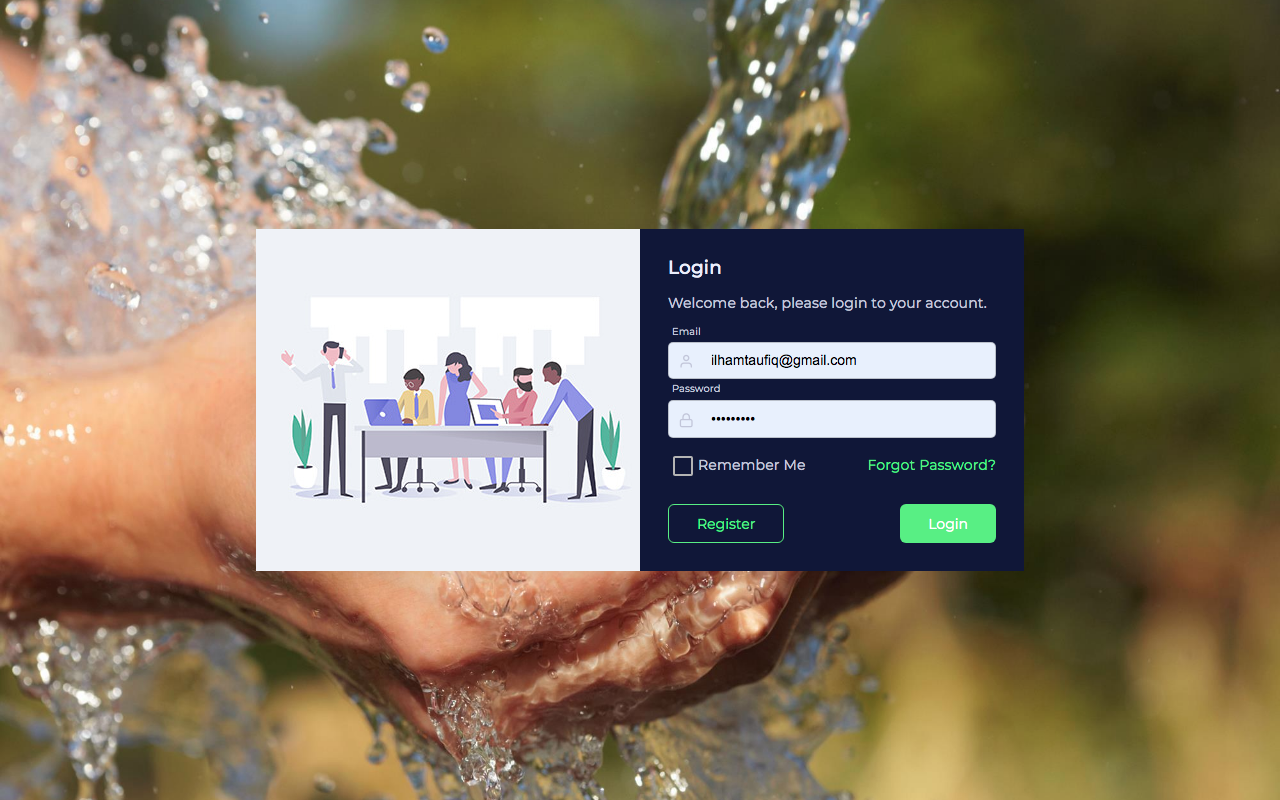 Login
Welcome back, please login to your account.
Email
ilhamtaufiq@gmail.com
Password
•••••••••
Remember Me Forgot Password?
Register Login